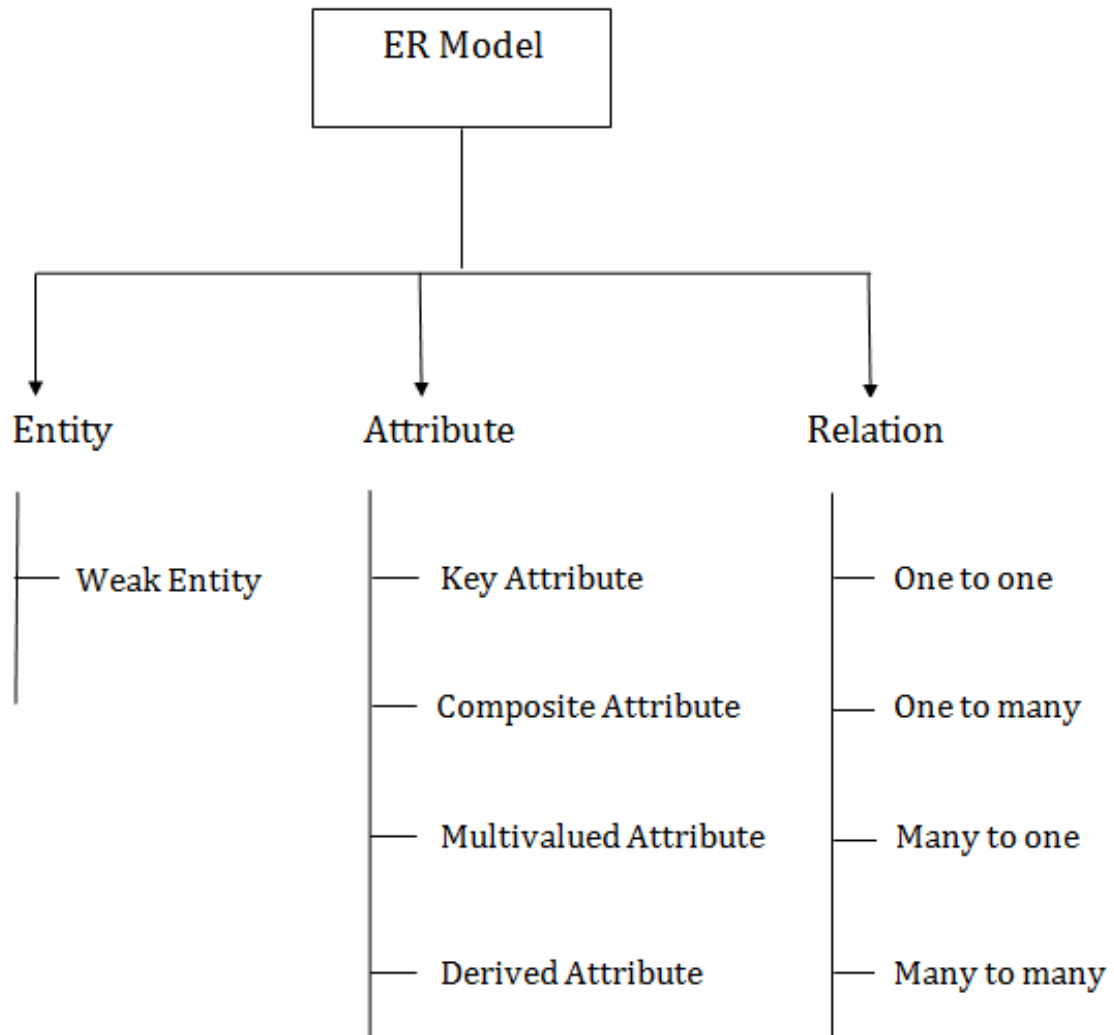 ER Model
Entity
Attribute
Relation
Weak Entity
Key Attribute
One to one
Composite Attribute
One to many
Multivalued Attribute
Many to one
Derived Attribute
Many to many